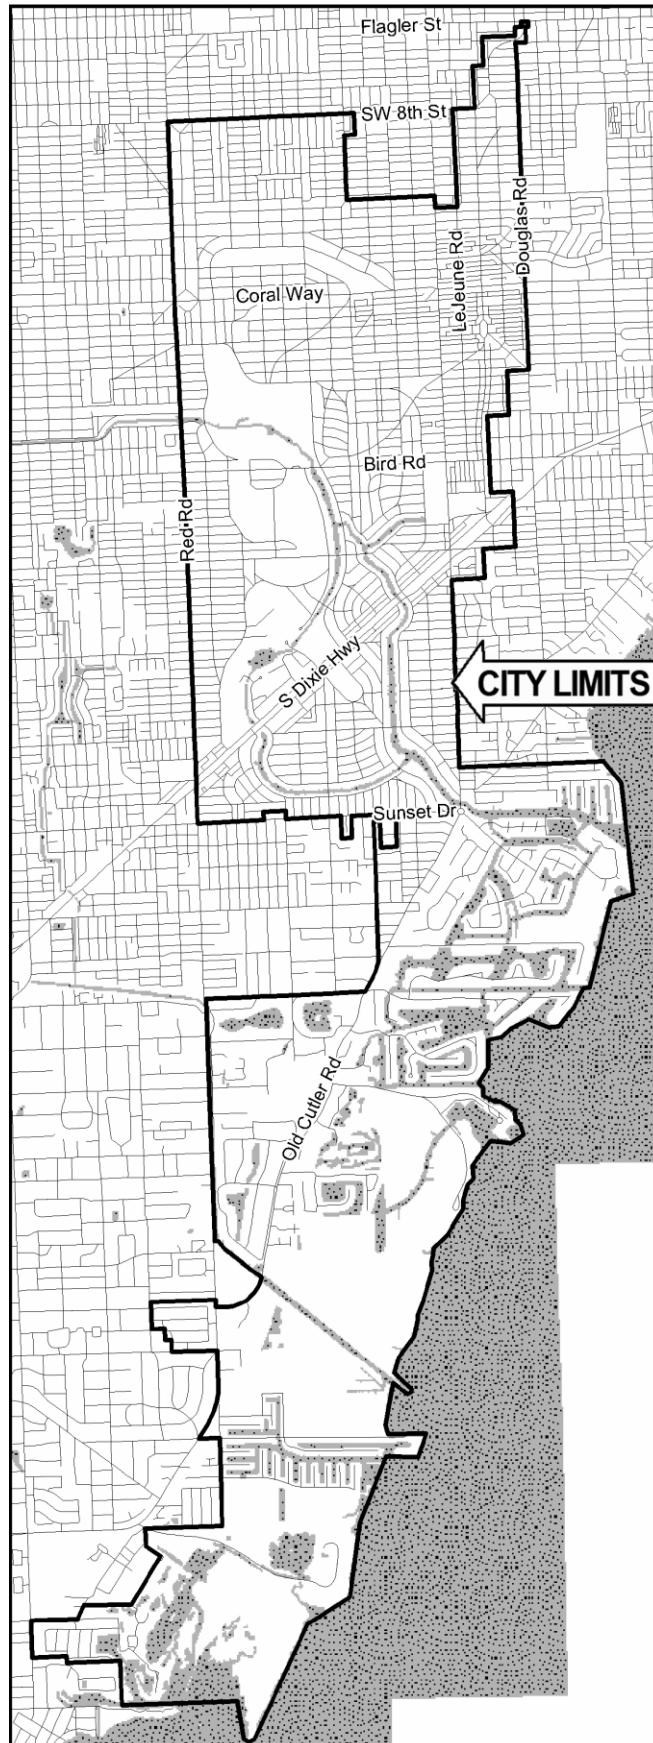 Flagler St
SW 8th St
Douglas Rd
LeJeune Rd
Coral Way
Bird Rd
Red Rd
S Dixie Hwy
CITY LIMITS
Sunset Dr
Old Cutler Rd